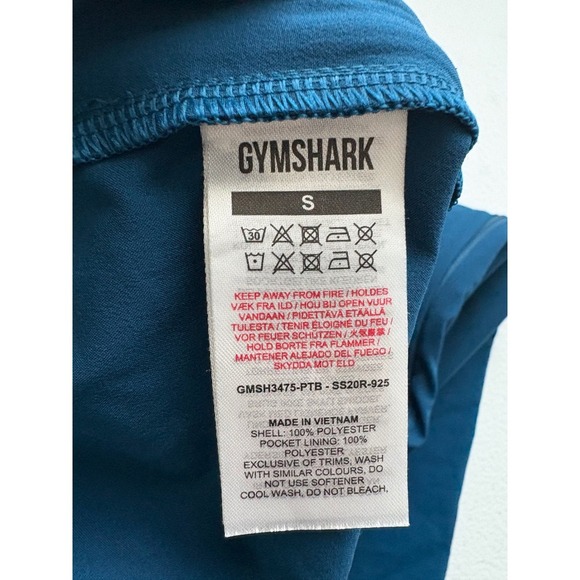 GYMSHARK
S
30
KEEP AWAY FROM FIRE / HOLDES
VÆK FRA ILD / HOU BIJ OPEN VUUR
VANDAAN / PIDETTÄVÄ ETÄÄLLÄ
TULESTA / TENIR ÉLOIGNÉ DU FEU /
VOR FEUER SCHÜTZEN / 火気厳禁 /
HOLD BORTE FRA FLAMMER /
MANTENER ALEJADO DEL FUEGO /
SKYDDA MOT ELD
GMSH3475-PTB - SS20R-925
MADE IN VIETNAM
SHELL: 100% POLYESTER
POCKET LINING: 100%
POLYESTER
EXCLUSIVE OF TRIMS, WASH
WITH SIMILAR COLOURS, DO
NOT USE SOFTENER
COOL WASH, DO NOT BLEACH.